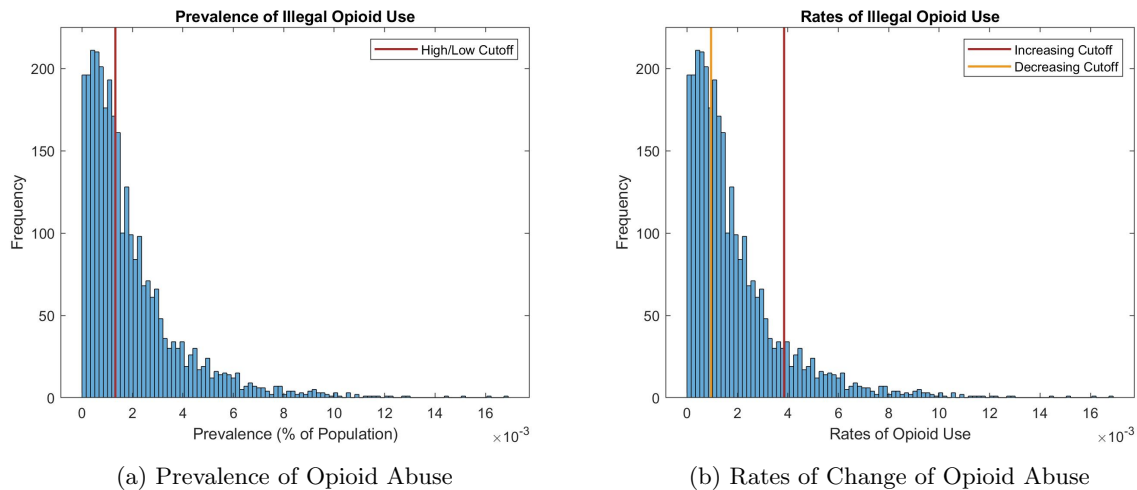 Prevalence of Illegal Opioid Use
High/Low Cutoff
200
150
100
50
0
Frequency
0 2 4 6 8 10 12 14 16
Prevalence (% of Population)
×10⁻³
(a) Prevalence of Opioid Abuse
Rates of Illegal Opioid Use
Increasing Cutoff
Decreasing Cutoff
200
150
100
50
0
Frequency
0 2 4 6 8 10 12 14 16
Rates of Opioid Use
×10⁻³
(b) Rates of Change of Opioid Abuse